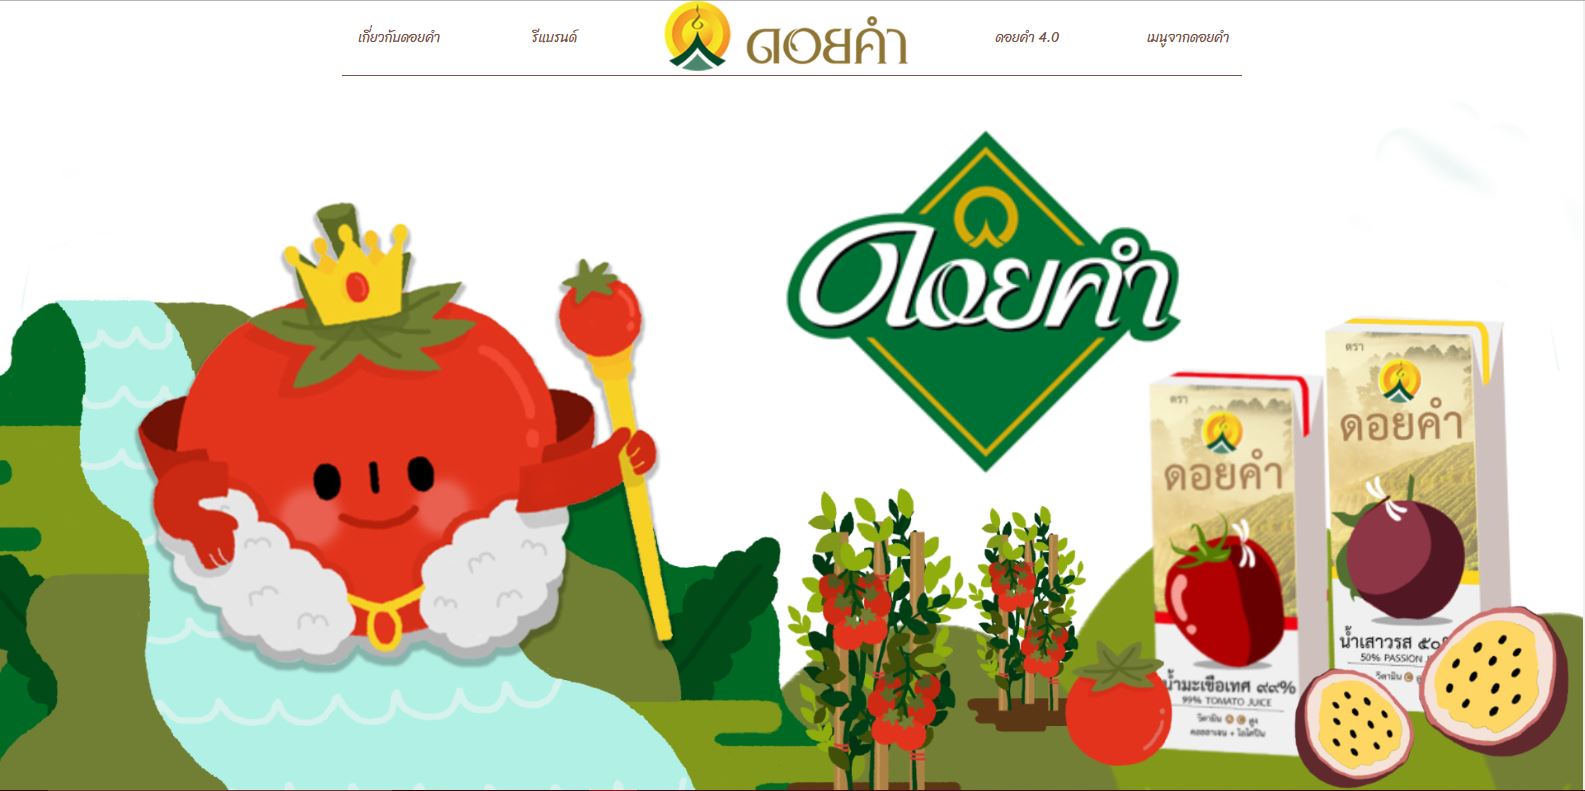 เกี่ยวกับดอยคำ
รีแบรนด์
ดอยคำ
ดอยคำ 4.0
เมนูจากดอยคำ
ดอยคำ
ตรา
ดอยคำ
น้ำมะเขือเทศ ๙๙%
99% TOMATO JUICE
วิตามิน สูง
คอลลาเจน + ไลโคปีน
ตรา
ดอยคำ
น้ำเสาวรส ๕๐
50% PASSION
วิตามิน